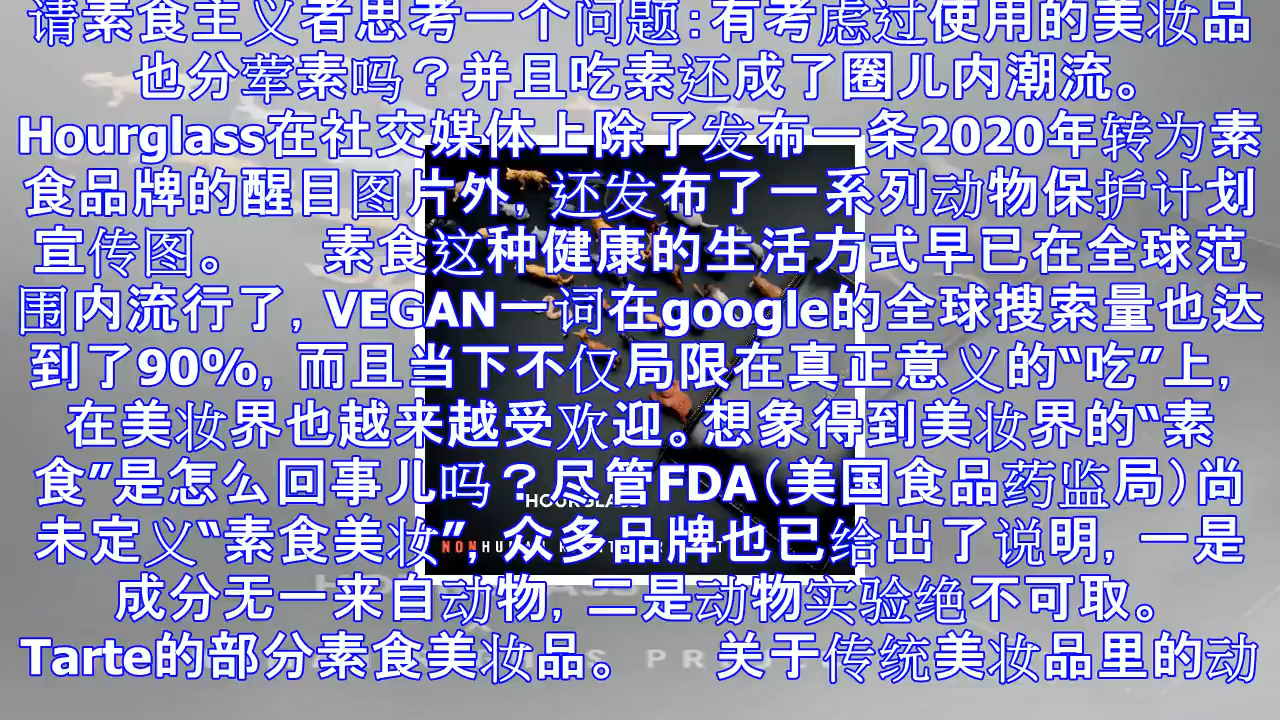 请素食主义者思考一个问题:有考虑过使用的美妆品
也分荤素吗？并且吃素还成了圈儿内潮流。
Hourglass在社交媒体上除了发布一条2020年转为素
食品牌的醒目图片外, 还发布了一系列动物保护计划
宣传图。 素食这种健康的生活方式早已在全球范
围内流行了, VEGAN一词在google的全球搜索量也达
到了90%, 而且当下不仅局限在真正意义的“吃”上,
在美妆界也越来越受欢迎。想象得到美妆界的“素
食”是怎么回事儿吗？尽管FDA(美国食品药监局)尚
未定义“素食美妆”, 众多品牌也已给出了说明, 一是
成分无一来自动物, 二是动物实验绝不可取。
Tarte的部分素食美妆品。 关于传统美妆品里的动
HOURGLASS